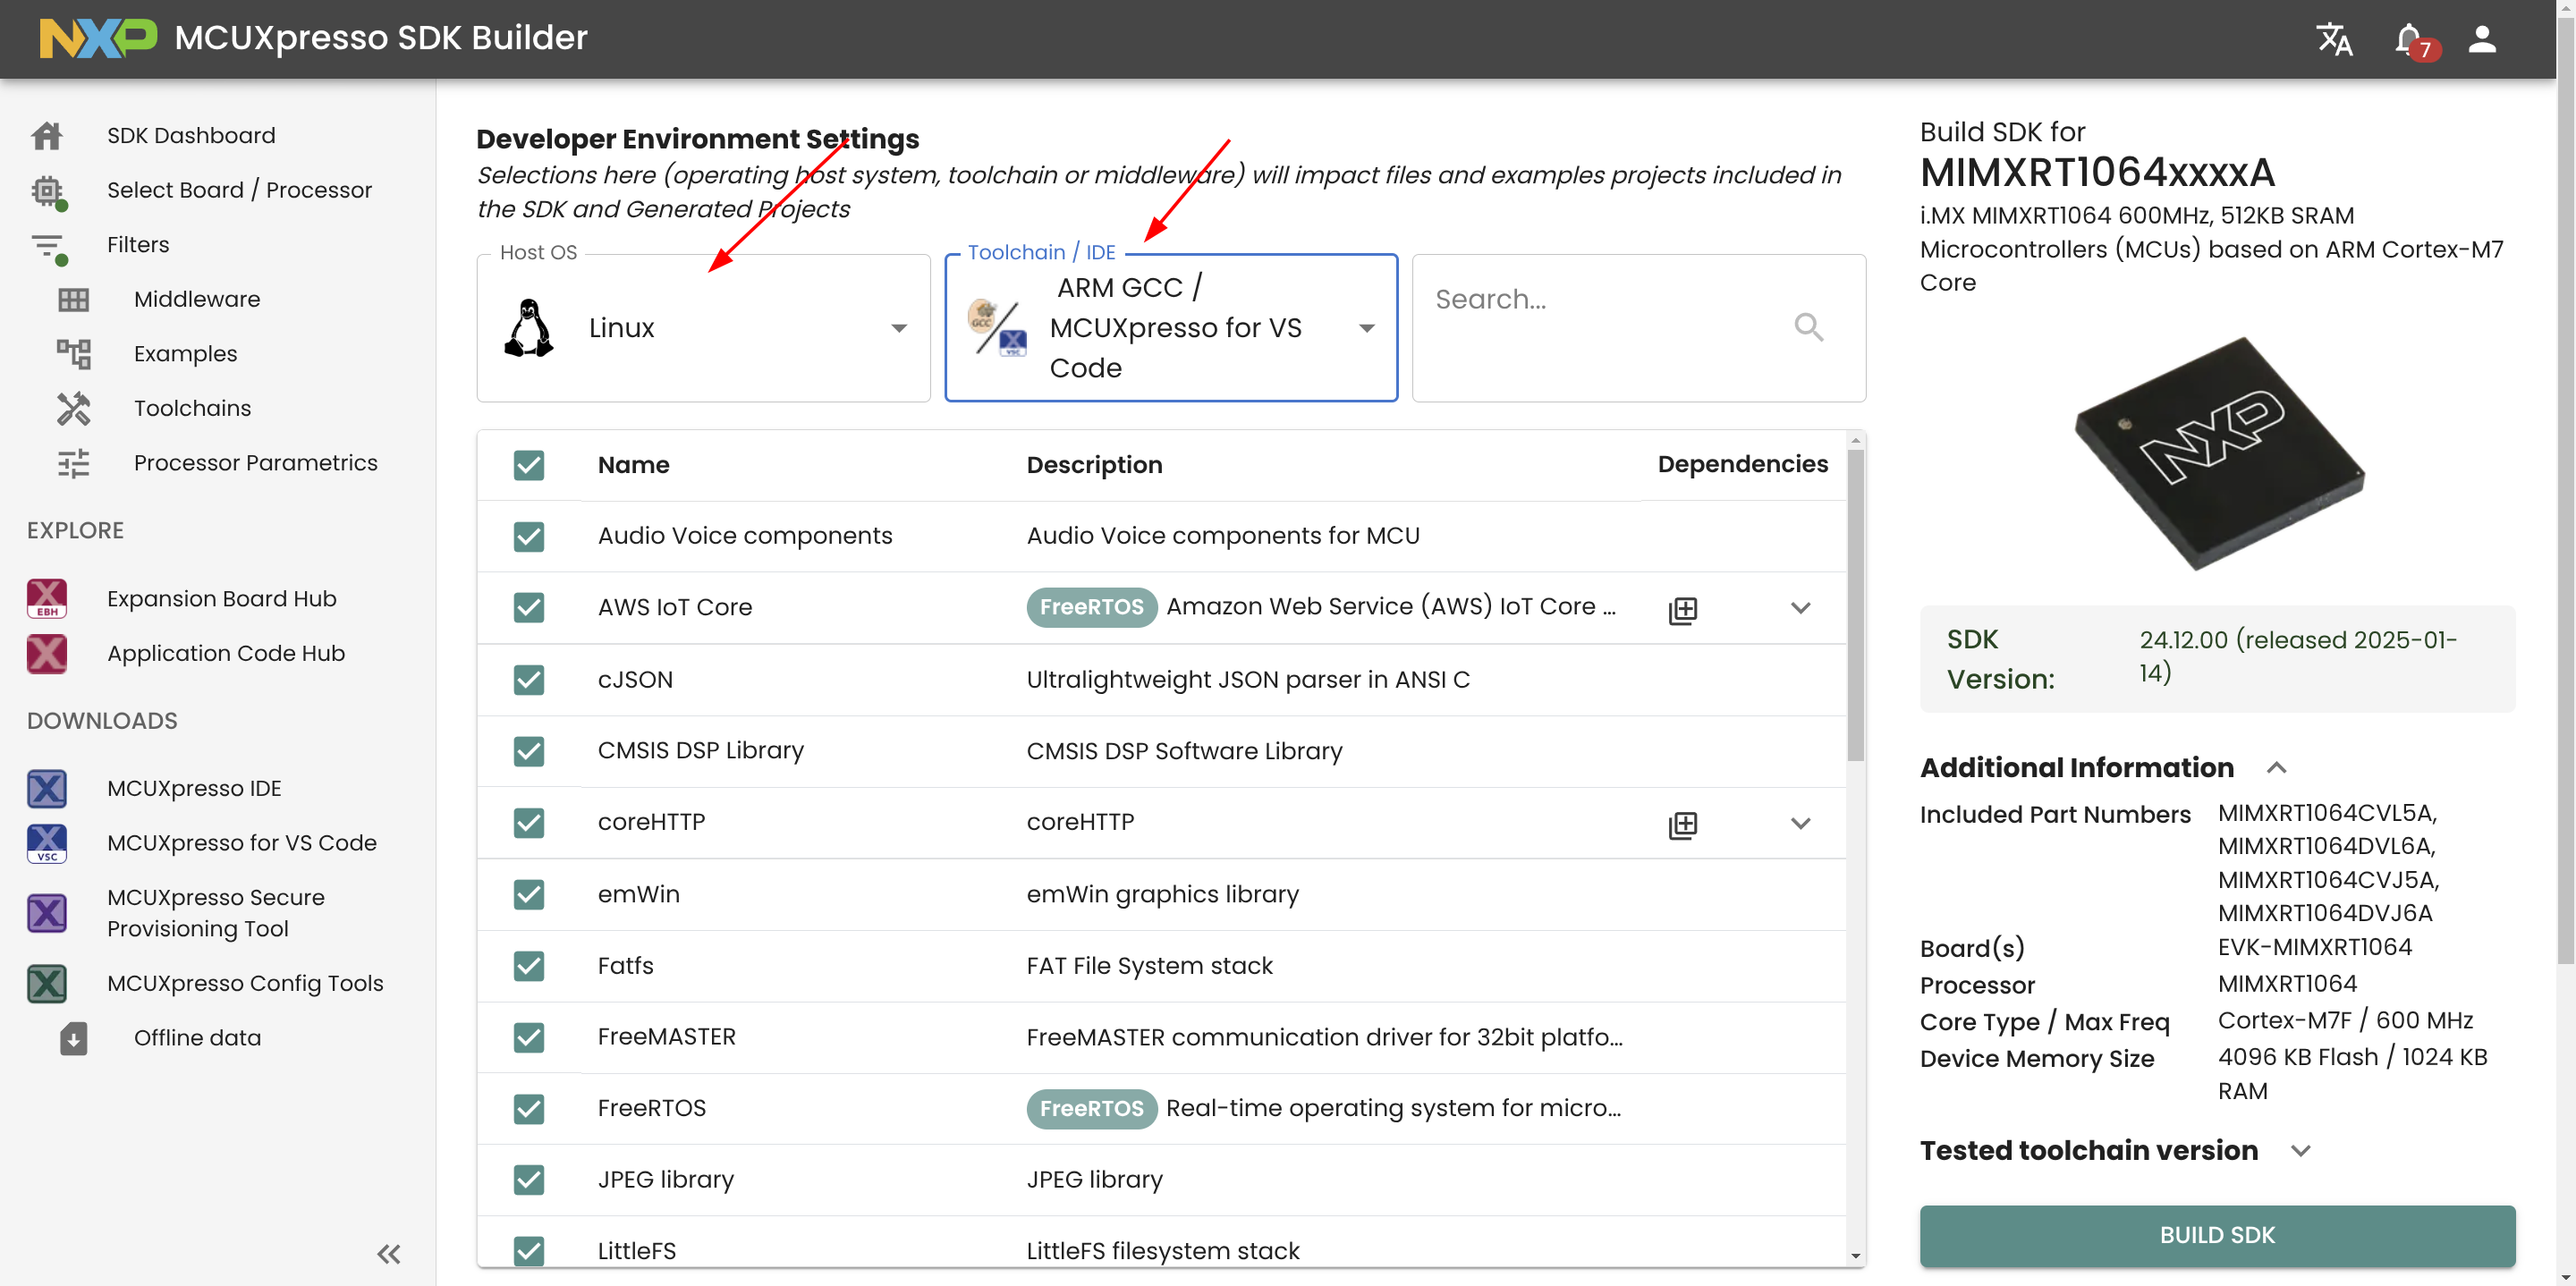 NXP MCUXpresso SDK Builder
7
SDK Dashboard
Select Board / Processor
Filters
Middleware
Examples
Toolchains
Processor Parametrics
EXPLORE
EBH
Expansion Board Hub
Application Code Hub
DOWNLOADS
MCUXpresso IDE
VSC
MCUXpresso for VS Code
MCUXpresso Secure
Provisioning Tool
MCUXpresso Config Tools
Offline data
Developer Environment Settings
Selections here (operating host system, toolchain or middleware) will impact files and examples projects included in
the SDK and Generated Projects
Host OS
Linux
Toolchain / IDE
GCC
VSC
ARM GCC /
MCUXpresso for VS
Code
Search...
Name Description Dependencies
Audio Voice components Audio Voice components for MCU
AWS IoT Core FreeRTOS Amazon Web Service (AWS) IoT Core ...
cJSON Ultralightweight JSON parser in ANSI C
CMSIS DSP Library CMSIS DSP Software Library
coreHTTP coreHTTP
emWin emWin graphics library
Fatfs FAT File System stack
FreeMASTER FreeMASTER communication driver for 32bit platfo...
FreeRTOS FreeRTOS Real-time operating system for micro...
JPEG library JPEG library
LittleFS LittleFS filesystem stack
Build SDK for
MIMXRT1064xxxxA
i.MX MIMXRT1064 600MHz, 512KB SRAM
Microcontrollers (MCUs) based on ARM Cortex-M7
Core
NXP
SDK
Version:
24.12.00 (released 2025-01-
14)
Additional Information
Included Part Numbers MIMXRT1064CVL5A,
MIMXRT1064DVL6A,
MIMXRT1064CVJ5A,
MIMXRT1064DVJ6A
Board(s) EVK-MIMXRT1064
Processor MIMXRT1064
Core Type / Max Freq Cortex-M7F / 600 MHz
Device Memory Size 4096 KB Flash / 1024 KB
RAM
Tested toolchain version
BUILD SDK